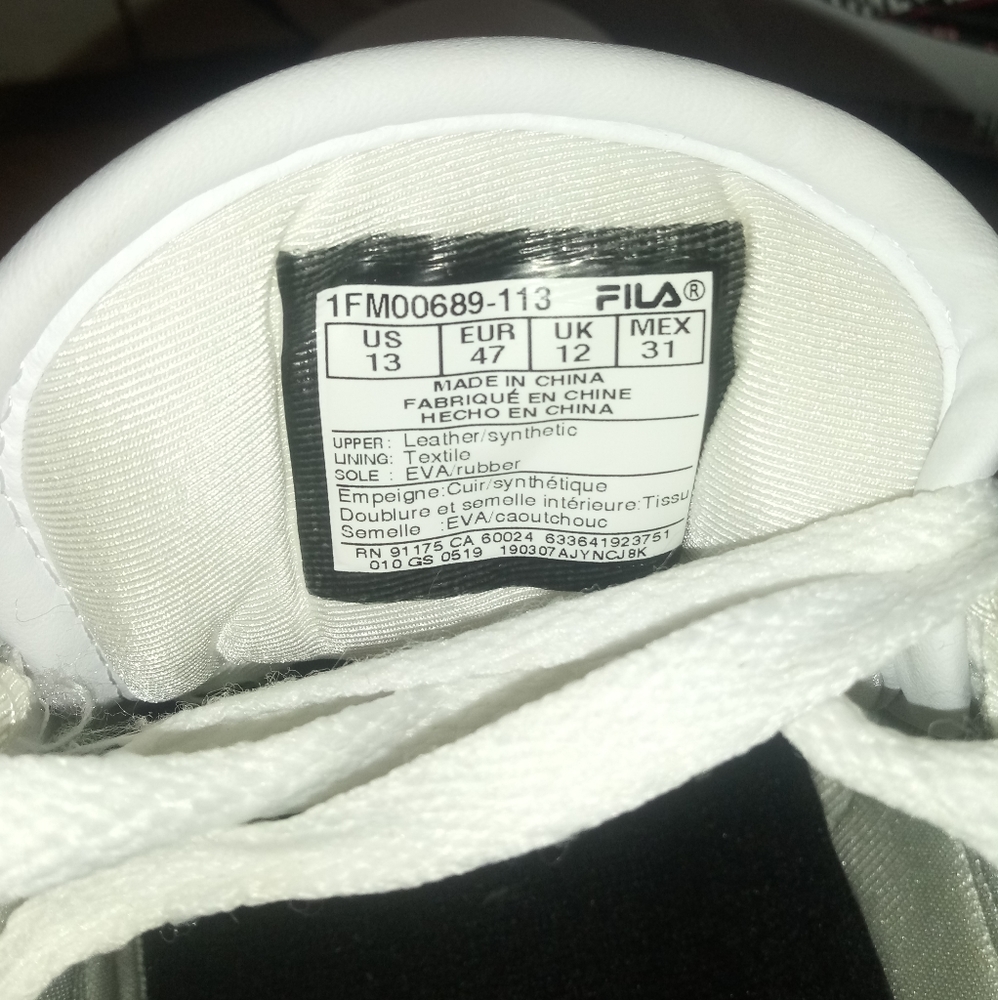 1FM00689-113 FILA®
US EUR UK MEX
13 47 12 31
MADE IN CHINA
FABRIQUÉ EN CHINE
HECHO EN CHINA
UPPER: Leather/synthetic
LINING: Textile
SOLE : EVA/rubber
Empeigne:Cuir/synthétique
Doublure et semelle intérieure:Tissu
Semelle :EVA/caoutchouc
RN 91175 CA 60024 633641923751
010 GS 0519 190307AJYNCJ8K